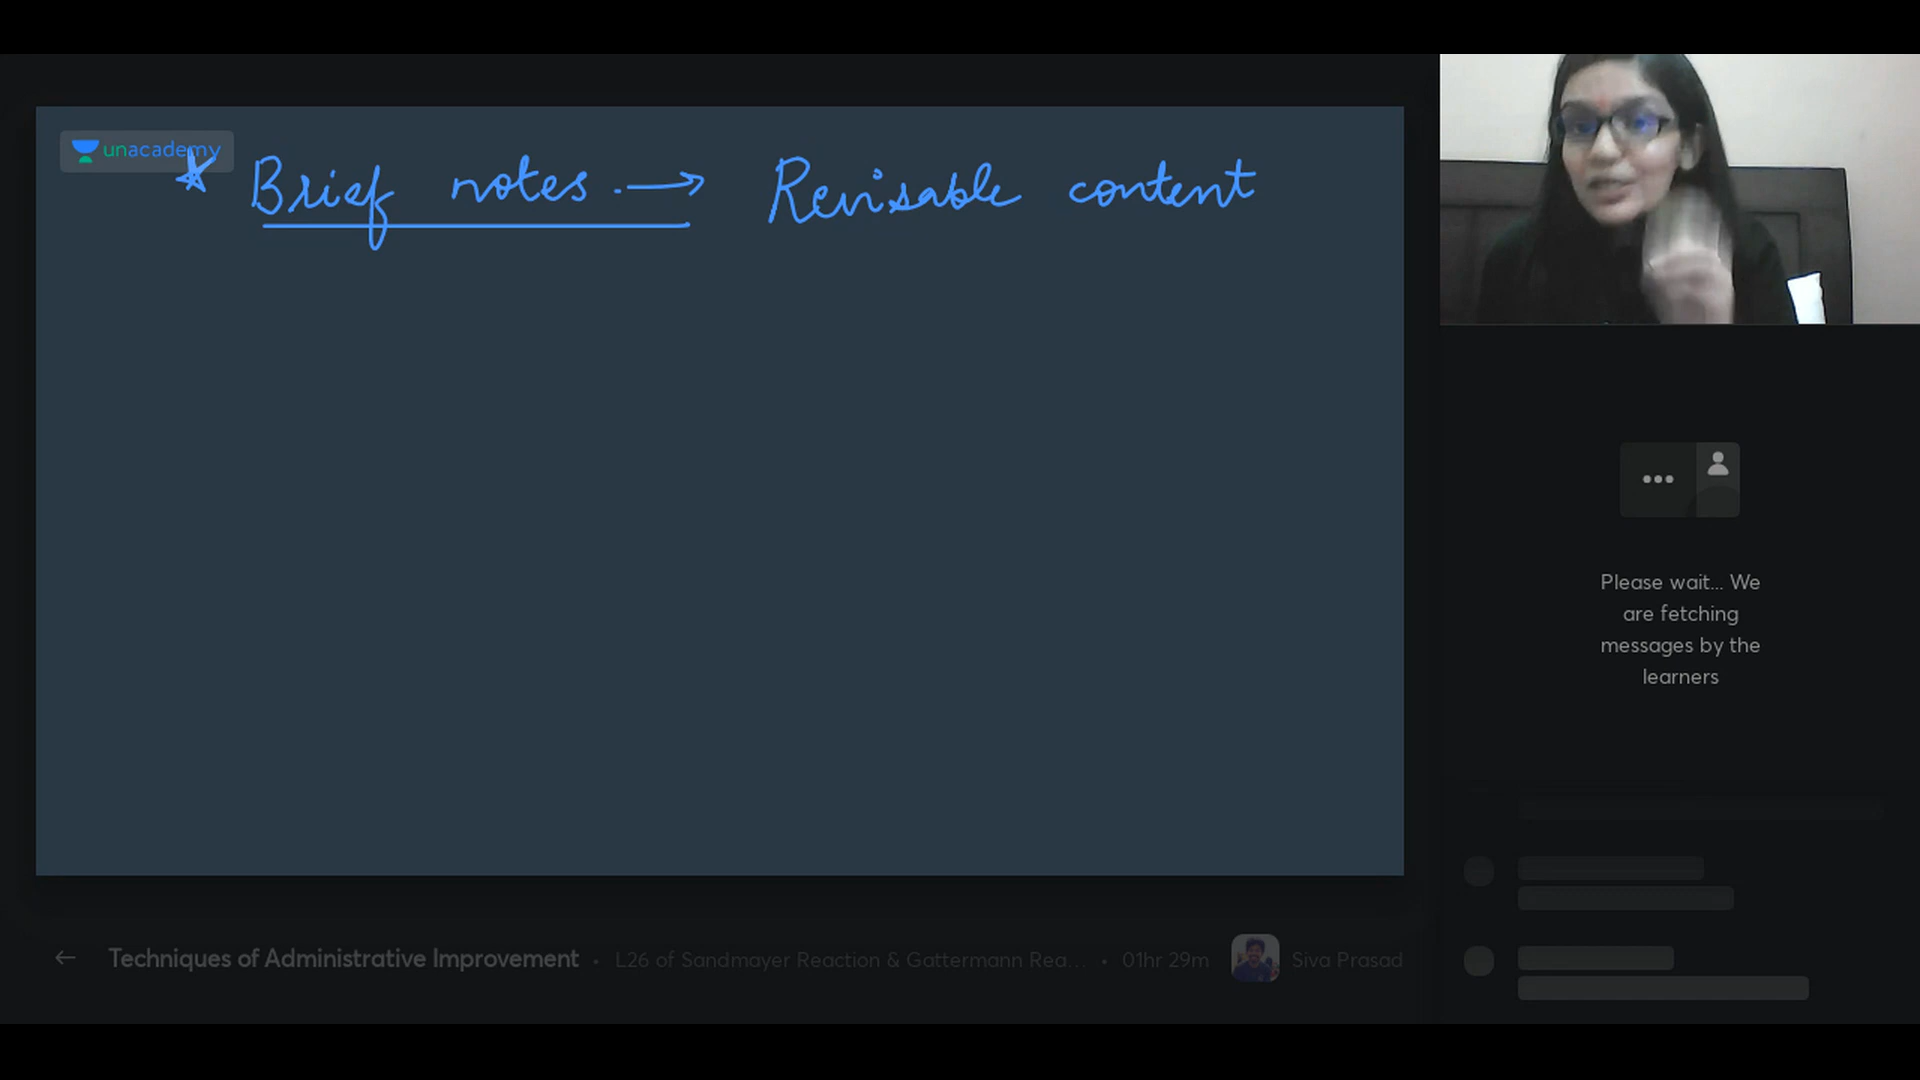 unacademy
* Brief notes. → Revisable content
Please wait... We
are fetching
messages by the
learners
← Techniques of Administrative Improvement • L26 of Sandmayer Reaction & Gattermann Rea... • 01hr 29m Siva Prasad